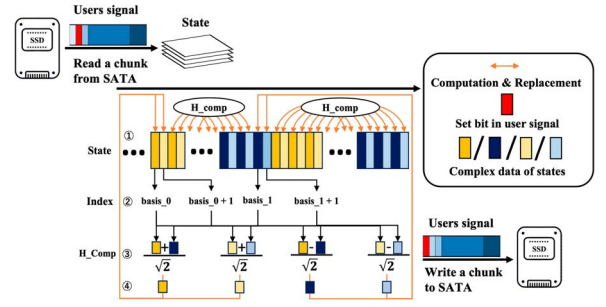 Users signal
SSD
Read a chunk
from SATA
State
H_comp
H_comp
State ①
Index ② basis_0 basis_0 + 1 basis_1 basis_1 + 1
H_Comp ③ + + - -
√2 √2 √2 √2
④
Computation & Replacement
Set bit in user signal
/ / /
Complex data of states
Users signal
SSD
Write a chunk
to SATA